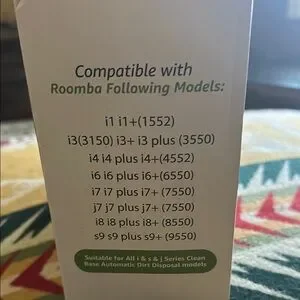 Compatible with
Roomba Following Models:
i1 i1+(1552)
i3(3150) i3+ i3 plus (3550)
i4 i4 plus i4+(4552)
i6 i6 plus i6+(6550)
i7 i7 plus i7+ (7550)
j7 j7 plus j7+ (7550)
i8 i8 plus i8+ (8550)
s9 s9 plus s9+ (9550)
Suitable for All i & s & j Series Clean
Base Automatic Dirt Disposal models